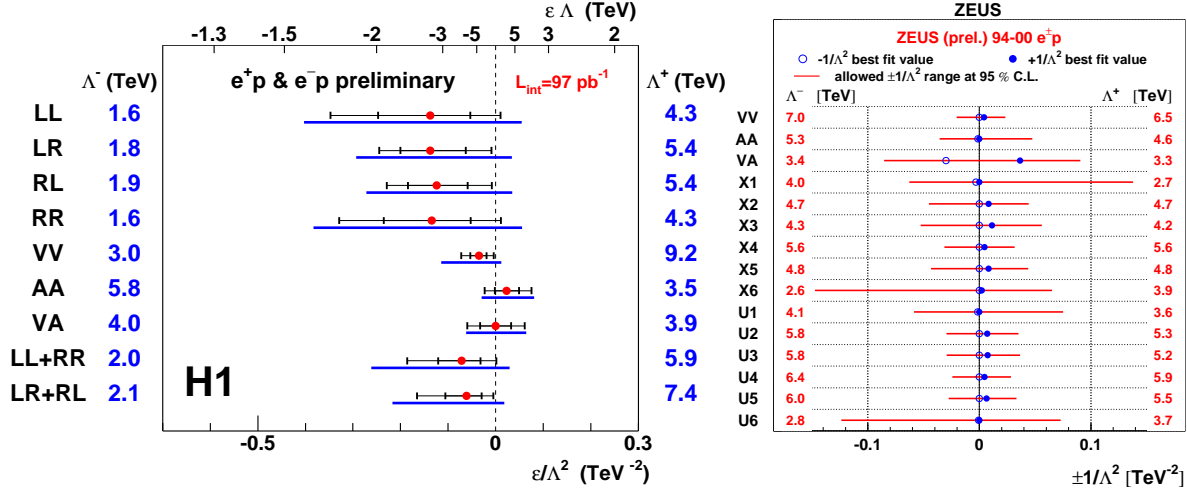 ε Λ (TeV)
-1.3 -1.5 -2 -3 -5 5 3 2
Λ⁻ (TeV) e⁺p & e⁻p preliminary L_int=97 pb⁻¹ Λ⁺ (TeV)
LL 1.6 4.3
LR 1.8 5.4
RL 1.9 5.4
RR 1.6 4.3
VV 3.0 9.2
AA 5.8 3.5
VA 4.0 3.9
LL+RR 2.0 5.9
LR+RL 2.1 7.4
H1
-0.5 0 0.3
ε/Λ² (TeV⁻²)
ZEUS
ZEUS (prel.) 94-00 e±p
-1/Λ² best fit value +1/Λ² best fit value
allowed ±1/Λ² range at 95 % C.L.
Λ⁻ [TeV] Λ⁺ [TeV]
VV 7.0 6.5
AA 5.3 4.6
VA 3.4 3.3
X1 4.0 2.7
X2 4.7 4.7
X3 4.3 4.2
X4 5.6 5.6
X5 4.8 4.8
X6 2.6 3.9
U1 4.1 3.6
U2 5.8 5.3
U3 5.8 5.2
U4 6.4 5.9
U5 6.0 5.5
U6 2.8 3.7
-0.1 0 0.1
±1/Λ² [TeV⁻²]